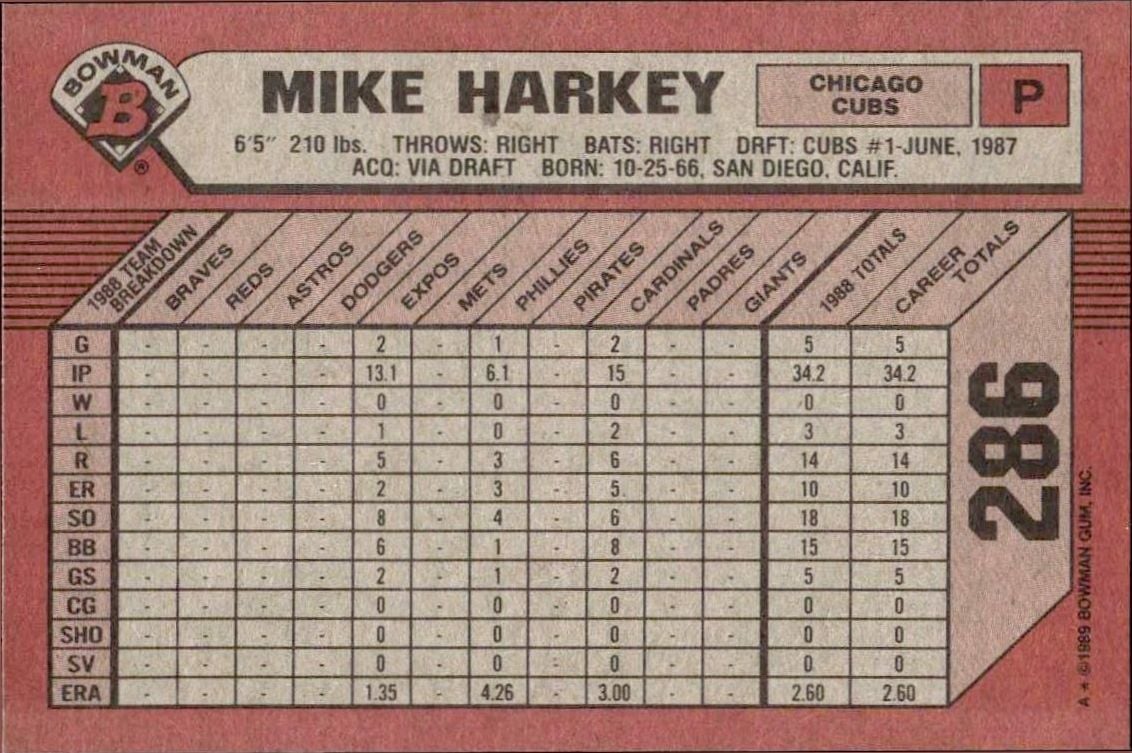 BOWMAN
B
®
MIKE HARKEY
CHICAGO
CUBS
P
6'5" 210 lbs. THROWS: RIGHT BATS: RIGHT DRFT: CUBS #1-JUNE, 1987
ACQ: VIA DRAFT BORN: 10-25-66, SAN DIEGO, CALIF.
1988 TEAM BREAKDOWN BRAVES REDS ASTROS DODGERS EXPOS METS PHILLIES PIRATES CARDINALS PADRES GIANTS 1988 TOTALS CAREER TOTALS
G - - - - 2 - 1 - 2 - - 5 5
IP - - - - 13.1 - 6.1 - 15 - - 34.2 34.2
W - - - - 0 - 0 - 0 - - 0 0
L - - - - 1 - 0 - 2 - - 3 3
R - - - - 5 - 3 - 6 - - 14 14
ER - - - - 2 - 3 - 5 - - 10 10
SO - - - - 8 - 4 - 6 - - 18 18
BB - - - - 6 - 1 - 8 - - 15 15
GS - - - - 2 - 1 - 2 - - 5 5
CG - - - - 0 - 0 - 0 - - 0 0
SHO - - - - 0 - 0 - 0 - - 0 0
SV - - - - 0 - 0 - 0 - - 0 0
ERA - - - - 1.35 - 4.26 - 3.00 - - 2.60 2.60
286
A * ©1989 BOWMAN GUM, INC.